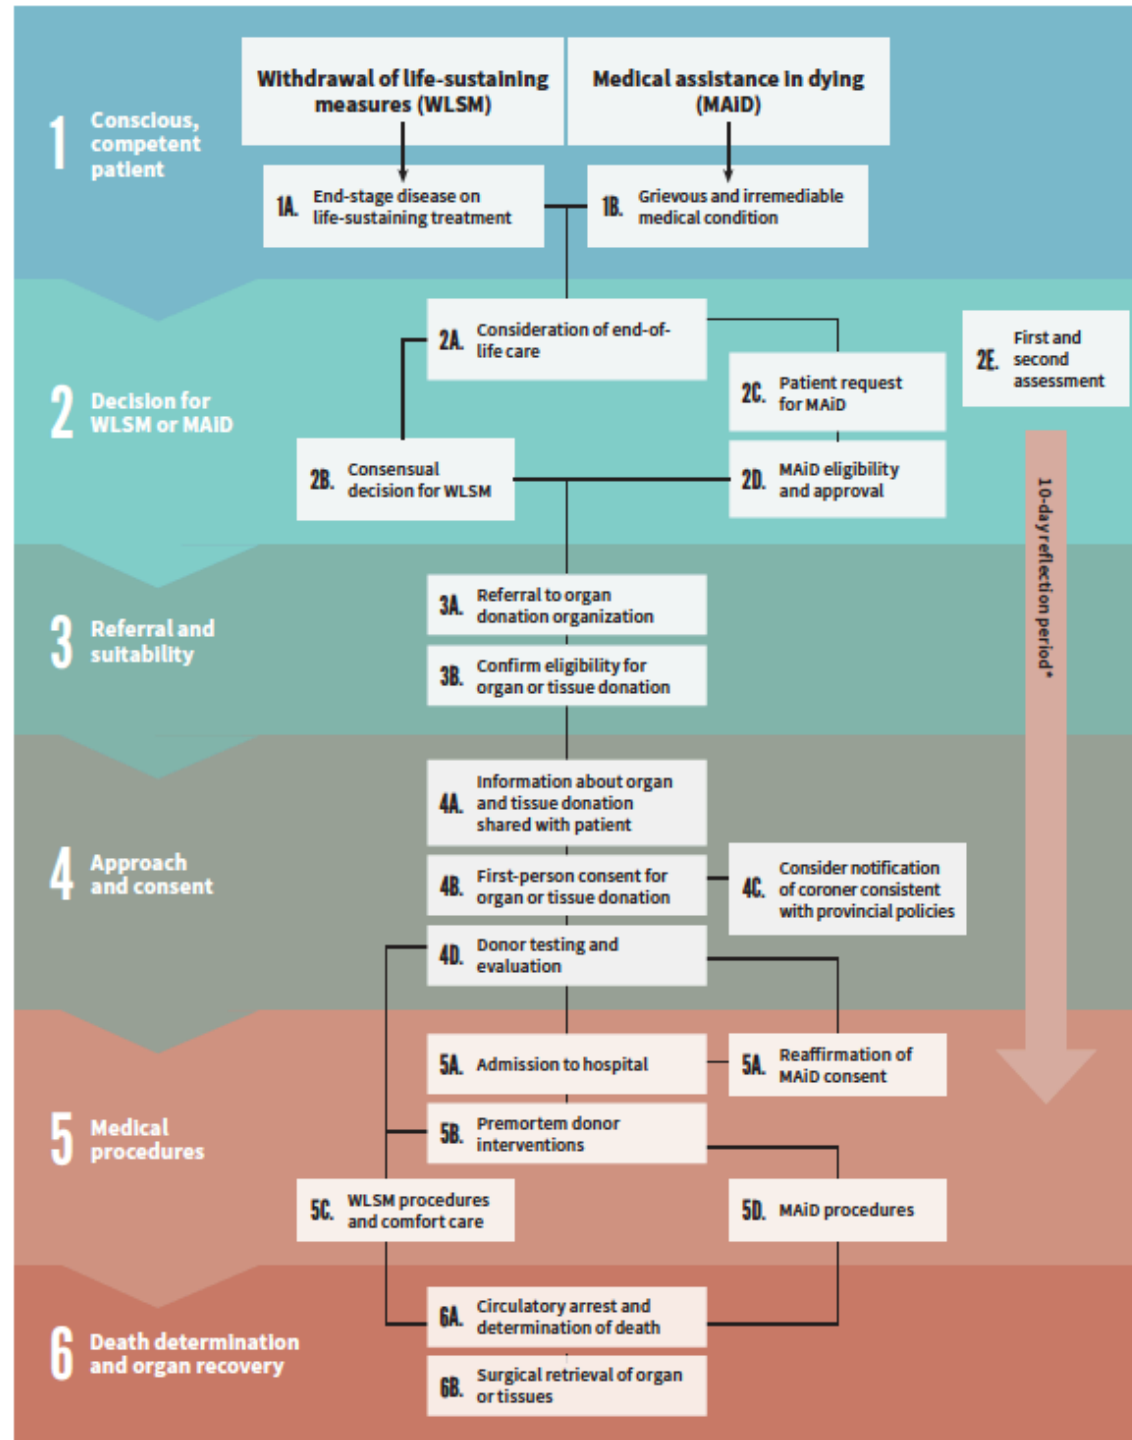 Withdrawal of life-sustaining
measures (WLSM)
Medical assistance in dying
(MAiD)
1
Conscious,
competent
patient
1A.
End-stage disease on
life-sustaining treatment
1B.
Grievous and irremediable
medical condition
2
Decision for
WLSM or MAiD
2A.
Consideration of end-of-
life care
2B.
Consensual
decision for WLSM
2C.
Patient request
for MAiD
2D.
MAiD eligibility
and approval
2E.
First and
second
assessment
10-day reflection period*
3
Referral and
suitability
3A.
Referral to organ
donation organization
3B.
Confirm eligibility for
organ or tissue donation
4
Approach
and consent
4A.
Information about organ
and tissue donation
shared with patient
4B.
First-person consent for
organ or tissue donation
4C.
Consider notification
of coroner consistent
with provincial policies
4D.
Donor testing and
evaluation
5
Medical
procedures
5A.
Admission to hospital
5A.
Reaffirmation of
MAiD consent
5B.
Premortem donor
interventions
5C.
WLSM procedures
and comfort care
5D.
MAiD procedures
6
Death determination
and organ recovery
6A.
Circulatory arrest and
determination of death
6B.
Surgical retrieval of organ
or tissues